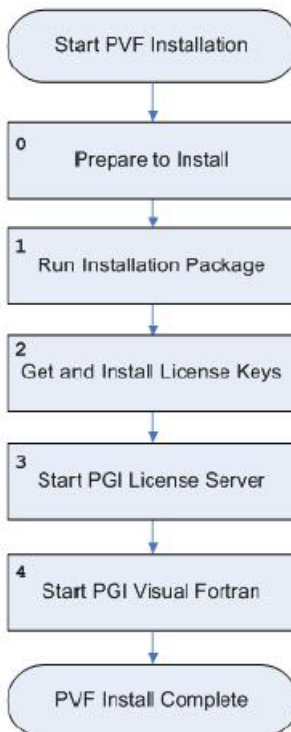 Start PVF Installation
0
Prepare to Install
1
Run Installation Package
2
Get and Install License Keys
3
Start PGI License Server
4
Start PGI Visual Fortran
PVF Install Complete